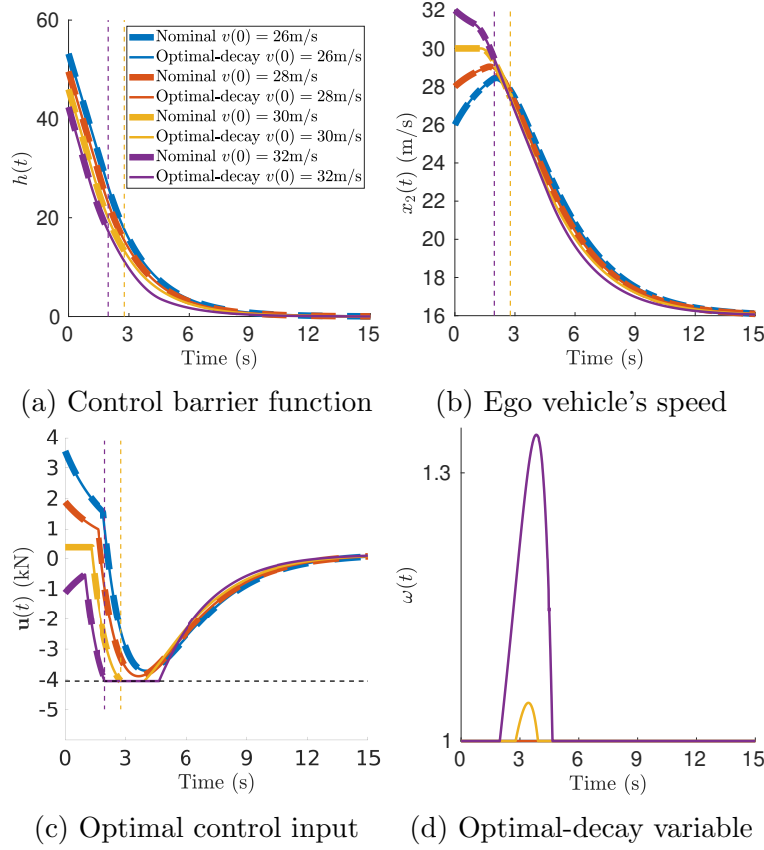 60
40
20
0
h(t)
0 3 6 9 12 15
Time (s)
Nominal v(0) = 26m/s
Optimal-decay v(0) = 26m/s
Nominal v(0) = 28m/s
Optimal-decay v(0) = 28m/s
Nominal v(0) = 30m/s
Optimal-decay v(0) = 30m/s
Nominal v(0) = 32m/s
Optimal-decay v(0) = 32m/s
(a) Control barrier function
32
30
28
26
24
22
20
18
16
x₂(t) (m/s)
0 3 6 9 12 15
Time (s)
(b) Ego vehicle's speed
4
3
2
1
0
-1
-2
-3
-4
-5
u(t) (kN)
0 3 6 9 12 15
Time (s)
(c) Optimal control input
1.3
1
ω(t)
0 3 6 9 12 15
Time (s)
(d) Optimal-decay variable